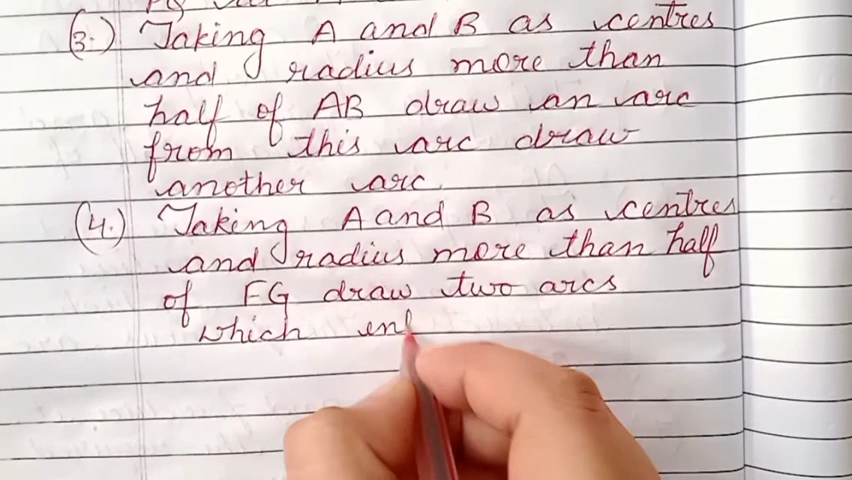 (3.) Taking A and B as centres
and radius more than
half of AB draw an arc
from this arc draw
another arc.
(4.) Taking A and B as centres
and radius more than half
of FG draw two arcs
which in